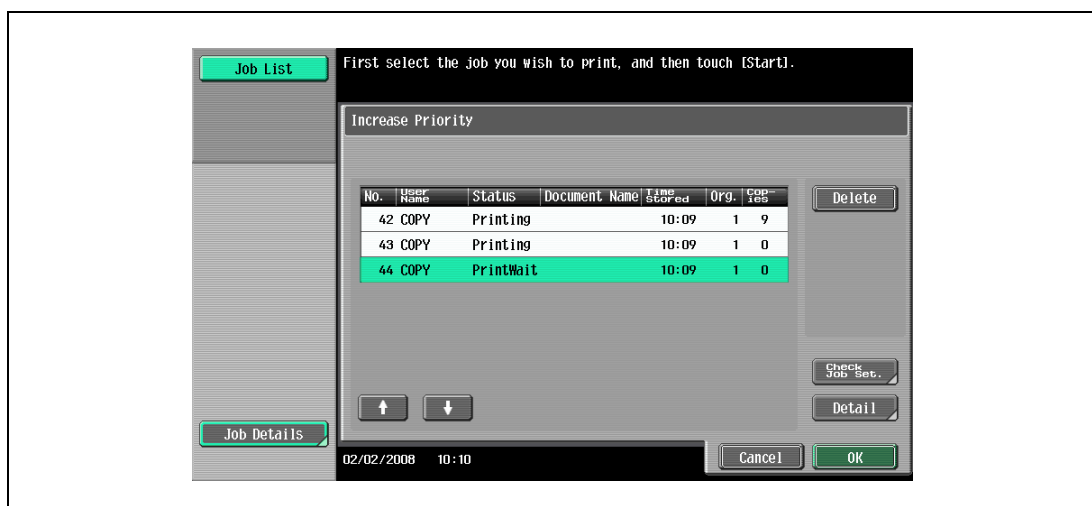 Job List
First select the job you wish to print, and then touch [Start].
Increase Priority
No. User Name Status Document Name Time Stored Org. Cop-ies
42 COPY Printing 10:09 1 9
43 COPY Printing 10:09 1 0
44 COPY PrintWait 10:09 1 0
Delete
Check Job Set.
Detail
Job Details
02/02/2008 10:10
Cancel
OK